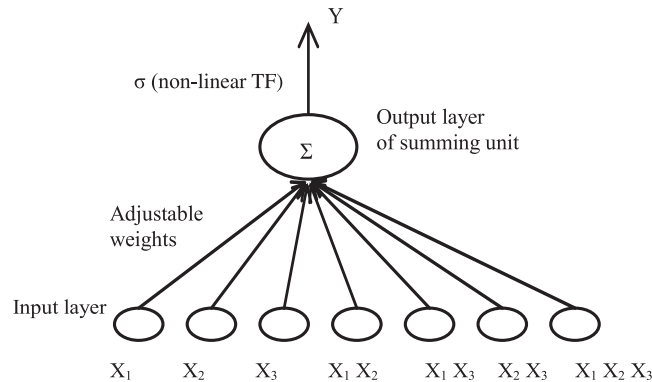 Y
σ (non-linear TF)
Output layer
of summing unit
Σ
Adjustable
weights
Input layer
X₁ X₂ X₃ X₁ X₂ X₁ X₃ X₂ X₃ X₁ X₂ X₃